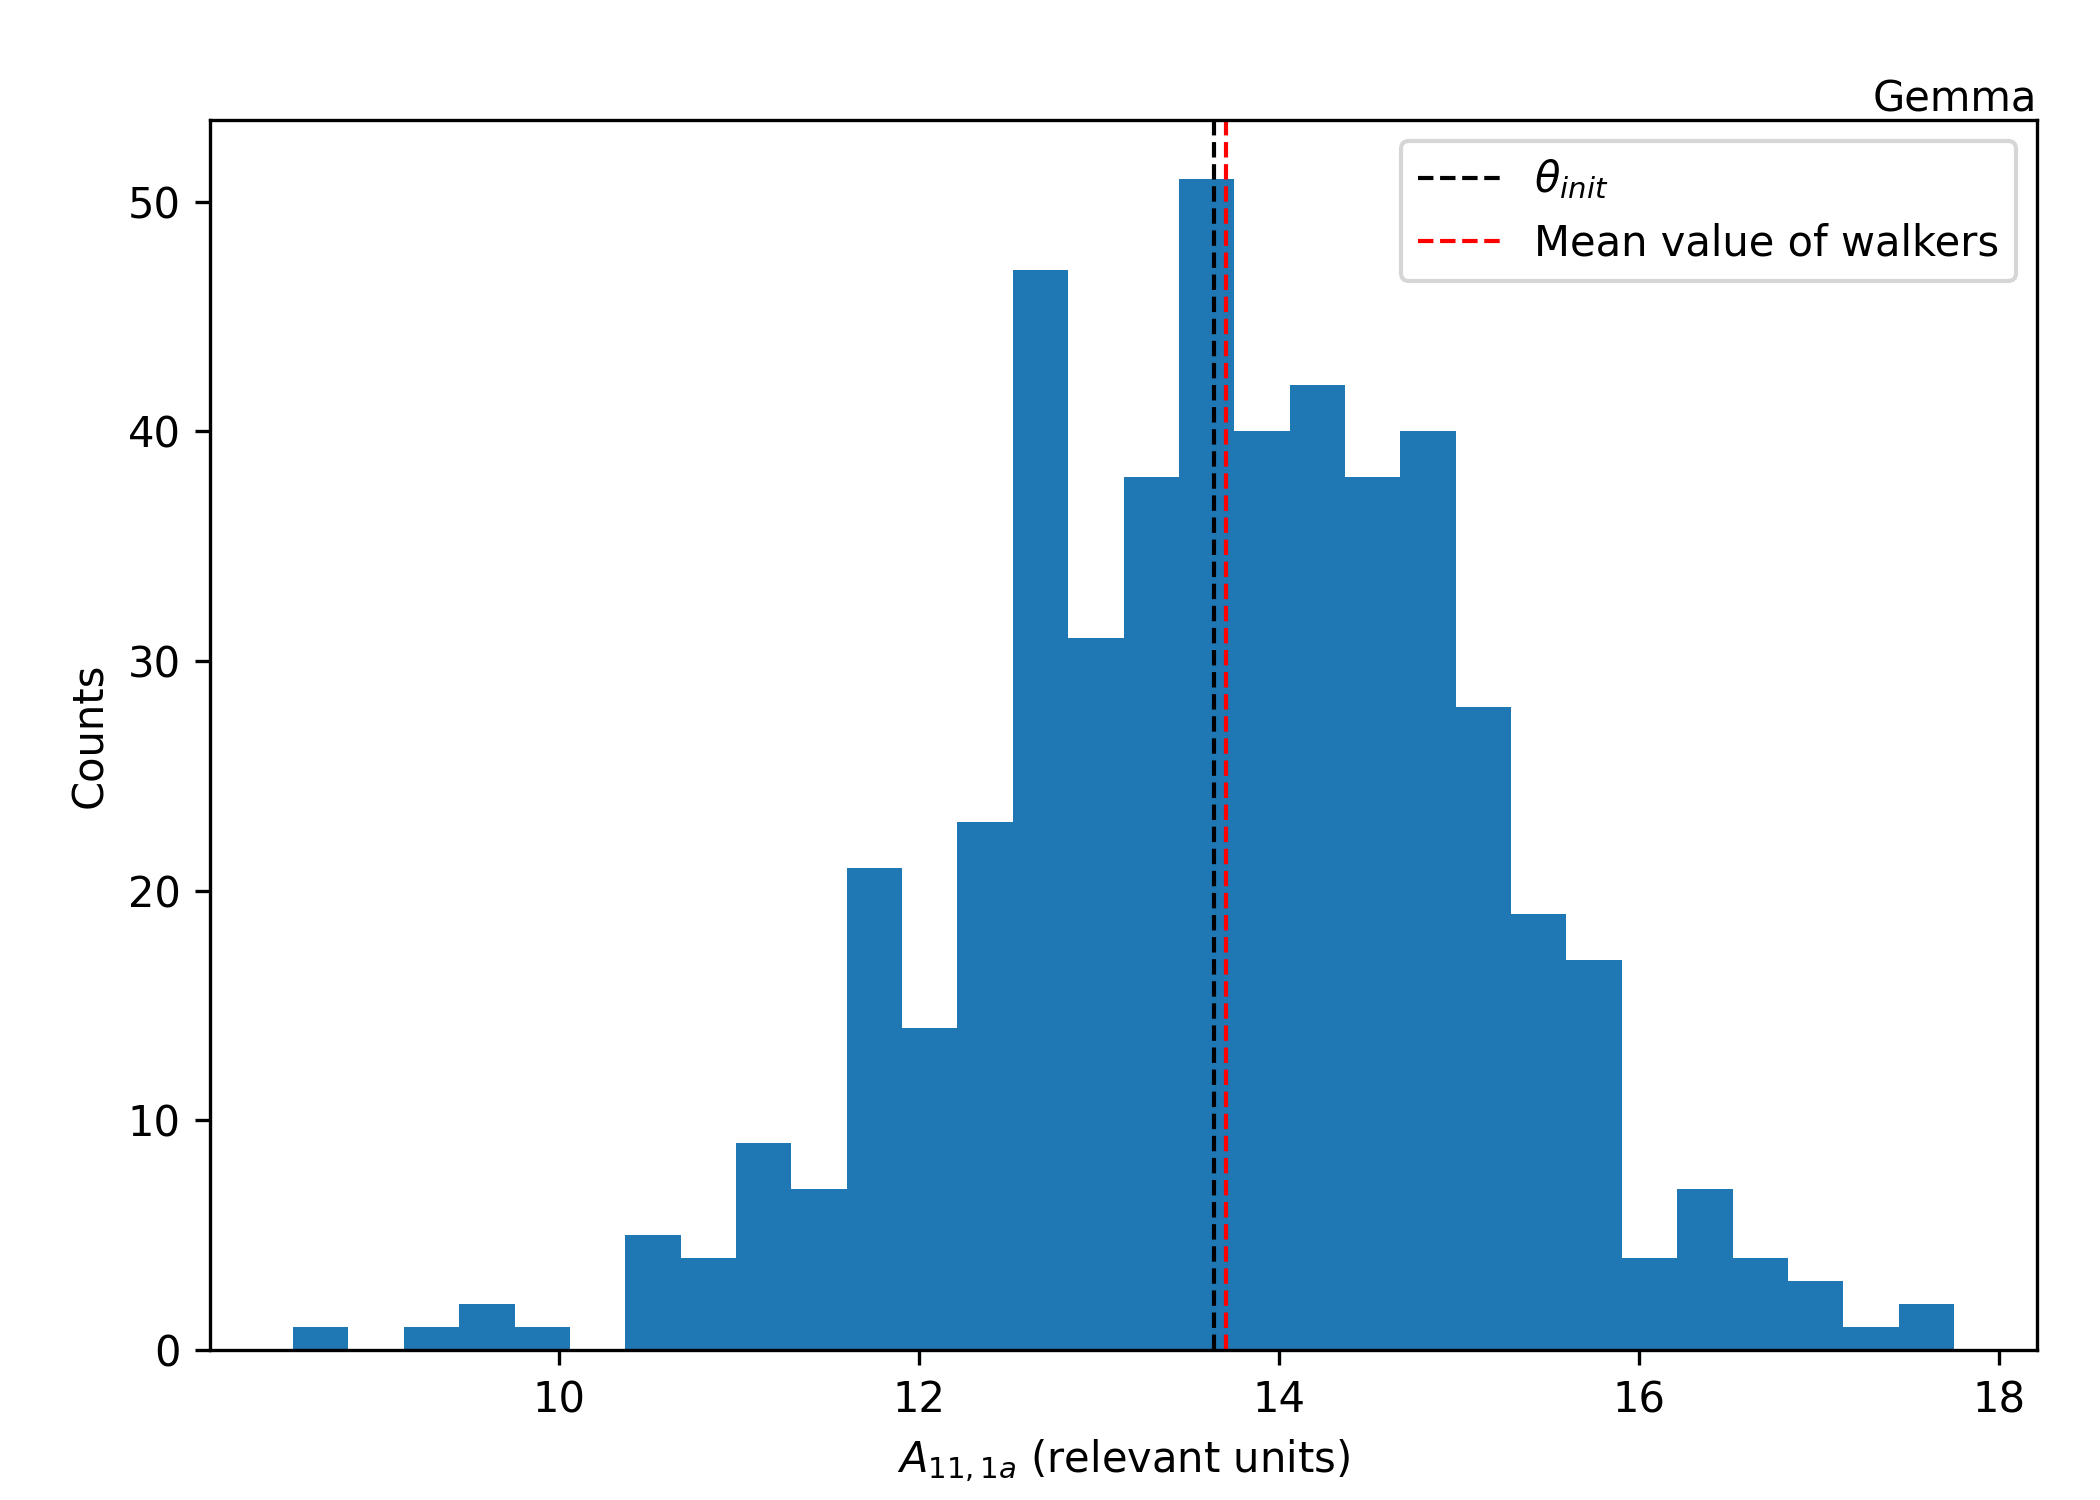 Gemma
θinit
Mean value of walkers
50
40
30
20
10
0
Counts
10 12 14 16 18
A11, 1a (relevant units)